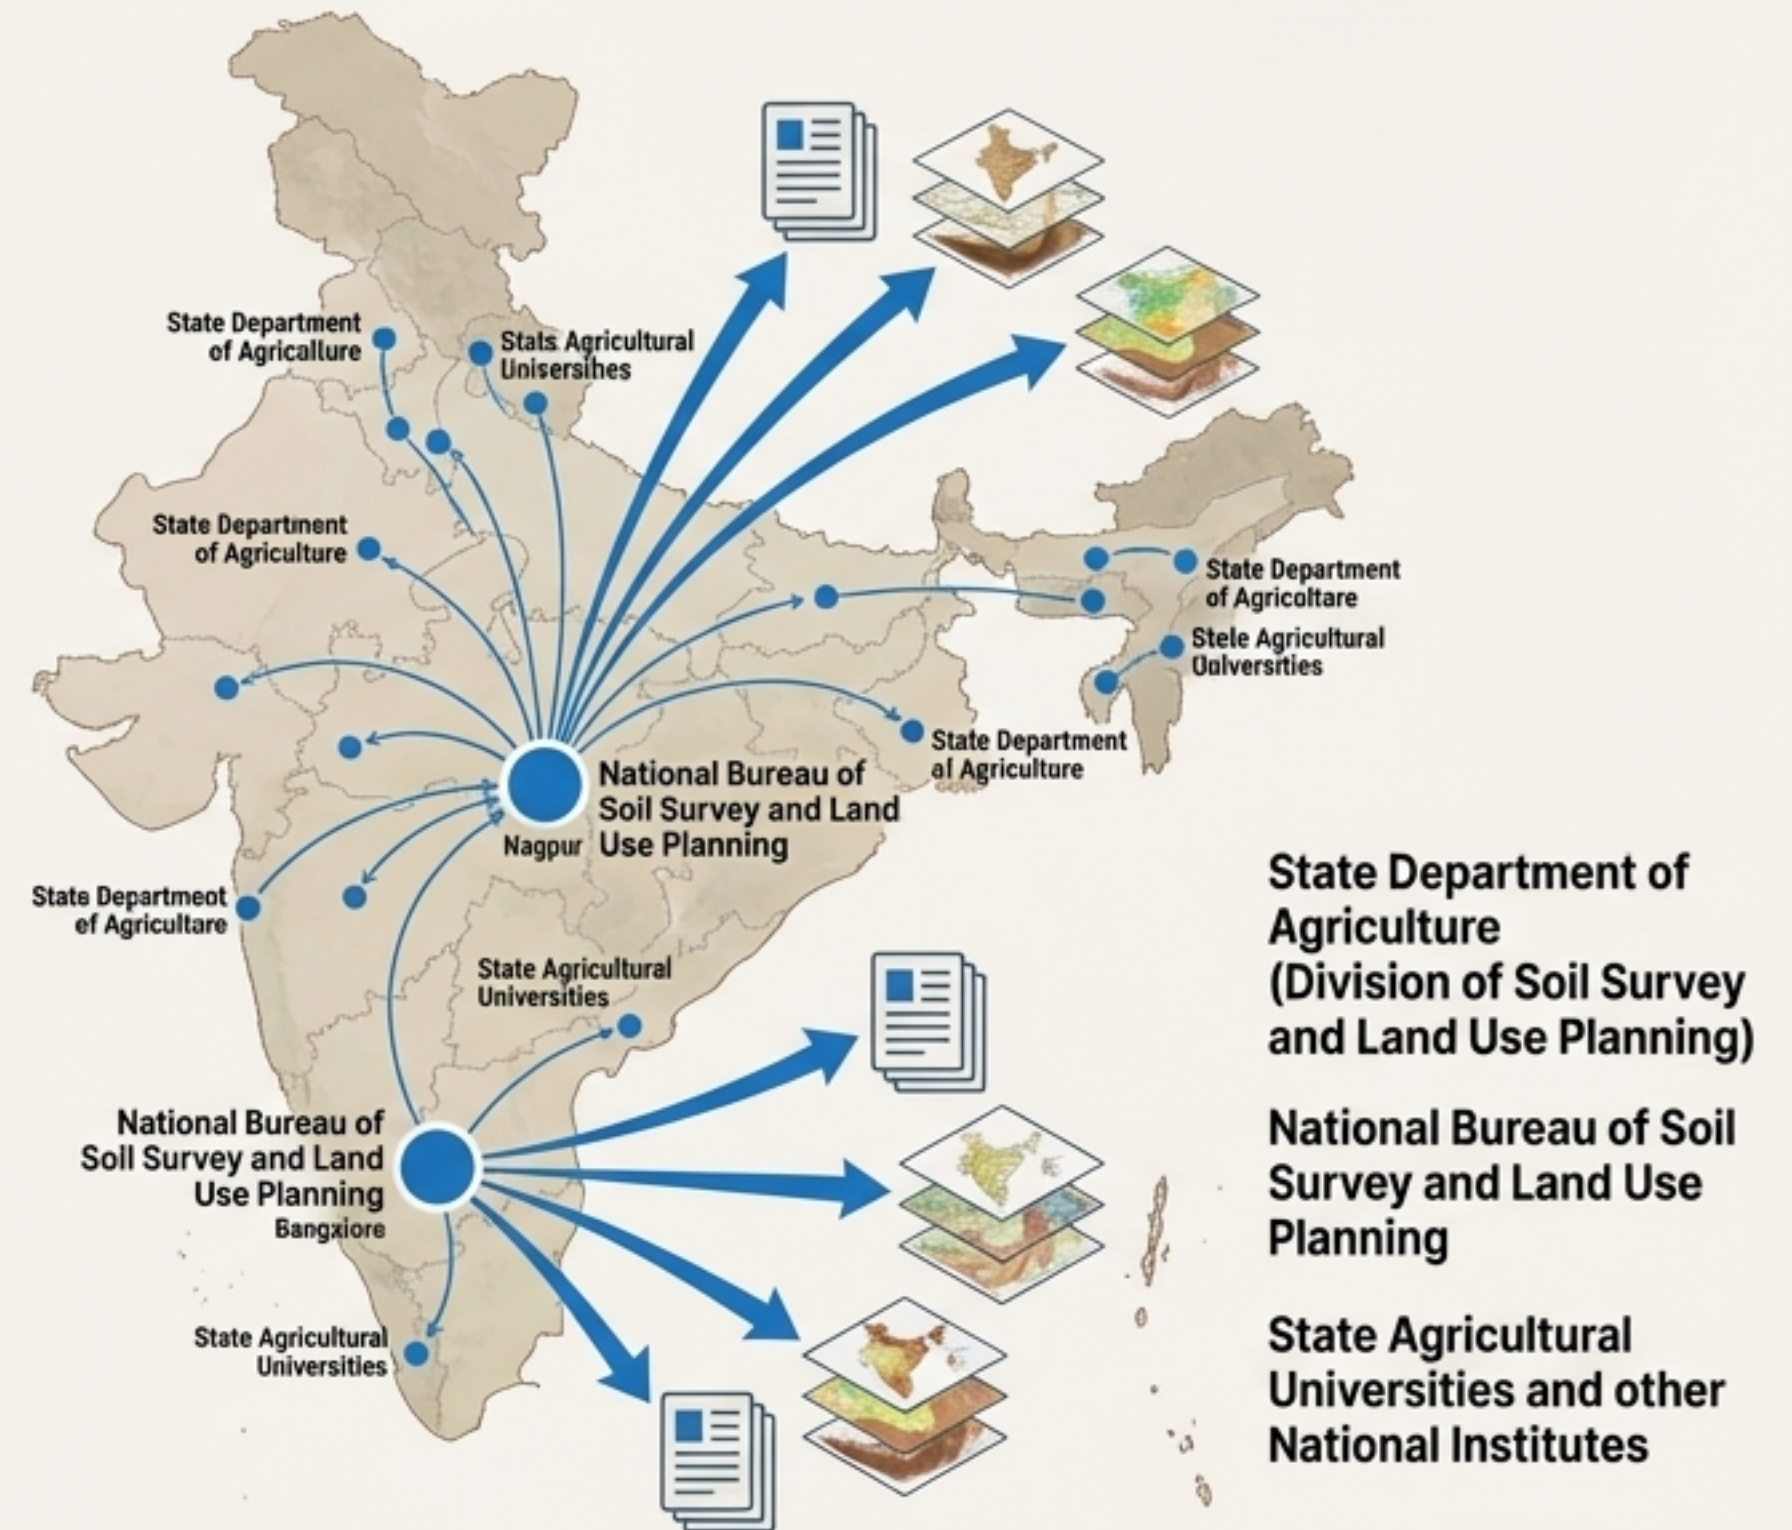 State Department
of Agricallure
Stats Agricultural
Unisersihes
State Department
of Agriculture
State Department
of Agricoltare
Stele Agricultural
Oalversities
State Department
al Agriculture
National Bureau of
Soil Survey and Land
Use Planning
Nagpur
State Departmeot
ef Agricultare
State Agricultural
Universities
National Bureau of
Soil Survey and Land
Use Planning
Bangxiore
State Agricultural
Universities
State Department of
Agriculture
(Division of Soil Survey
and Land Use Planning)
National Bureau of Soil
Survey and Land Use
Planning
State Agricultural
Universities and other
National Institutes